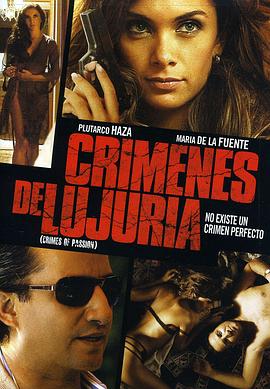 PLUTARCO HAZA
MARIA DE LA FUENTE
CRIMENES
DE LUJURIA
(CRIMES OF PASSION)
NO EXISTE UN
CRIMEN PERFECTO